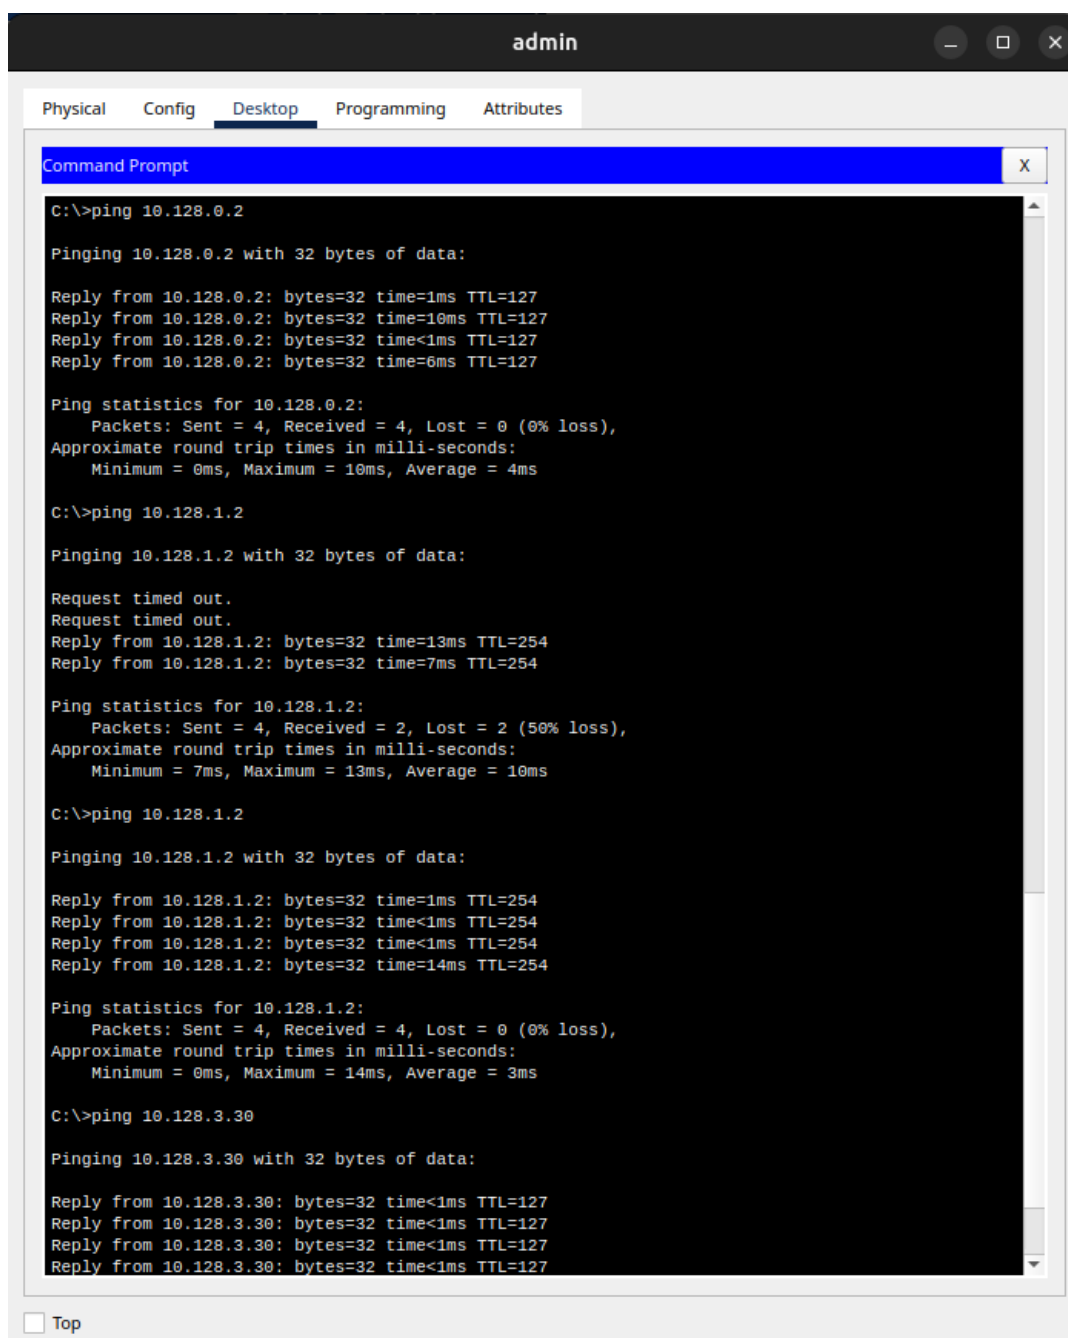 admin
Physical Config Desktop Programming Attributes
Command Prompt X
C:\>ping 10.128.0.2
Pinging 10.128.0.2 with 32 bytes of data:
Reply from 10.128.0.2: bytes=32 time=1ms TTL=127
Reply from 10.128.0.2: bytes=32 time=10ms TTL=127
Reply from 10.128.0.2: bytes=32 time<1ms TTL=127
Reply from 10.128.0.2: bytes=32 time=6ms TTL=127
Ping statistics for 10.128.0.2:
    Packets: Sent = 4, Received = 4, Lost = 0 (0% loss),
Approximate round trip times in milli-seconds:
    Minimum = 0ms, Maximum = 10ms, Average = 4ms
C:\>ping 10.128.1.2
Pinging 10.128.1.2 with 32 bytes of data:
Request timed out.
Request timed out.
Reply from 10.128.1.2: bytes=32 time=13ms TTL=254
Reply from 10.128.1.2: bytes=32 time=7ms TTL=254
Ping statistics for 10.128.1.2:
    Packets: Sent = 4, Received = 2, Lost = 2 (50% loss),
Approximate round trip times in milli-seconds:
    Minimum = 7ms, Maximum = 13ms, Average = 10ms
C:\>ping 10.128.1.2
Pinging 10.128.1.2 with 32 bytes of data:
Reply from 10.128.1.2: bytes=32 time=1ms TTL=254
Reply from 10.128.1.2: bytes=32 time<1ms TTL=254
Reply from 10.128.1.2: bytes=32 time<1ms TTL=254
Reply from 10.128.1.2: bytes=32 time=14ms TTL=254
Ping statistics for 10.128.1.2:
    Packets: Sent = 4, Received = 4, Lost = 0 (0% loss),
Approximate round trip times in milli-seconds:
    Minimum = 0ms, Maximum = 14ms, Average = 3ms
C:\>ping 10.128.3.30
Pinging 10.128.3.30 with 32 bytes of data:
Reply from 10.128.3.30: bytes=32 time<1ms TTL=127
Reply from 10.128.3.30: bytes=32 time<1ms TTL=127
Reply from 10.128.3.30: bytes=32 time<1ms TTL=127
Reply from 10.128.3.30: bytes=32 time<1ms TTL=127
Top